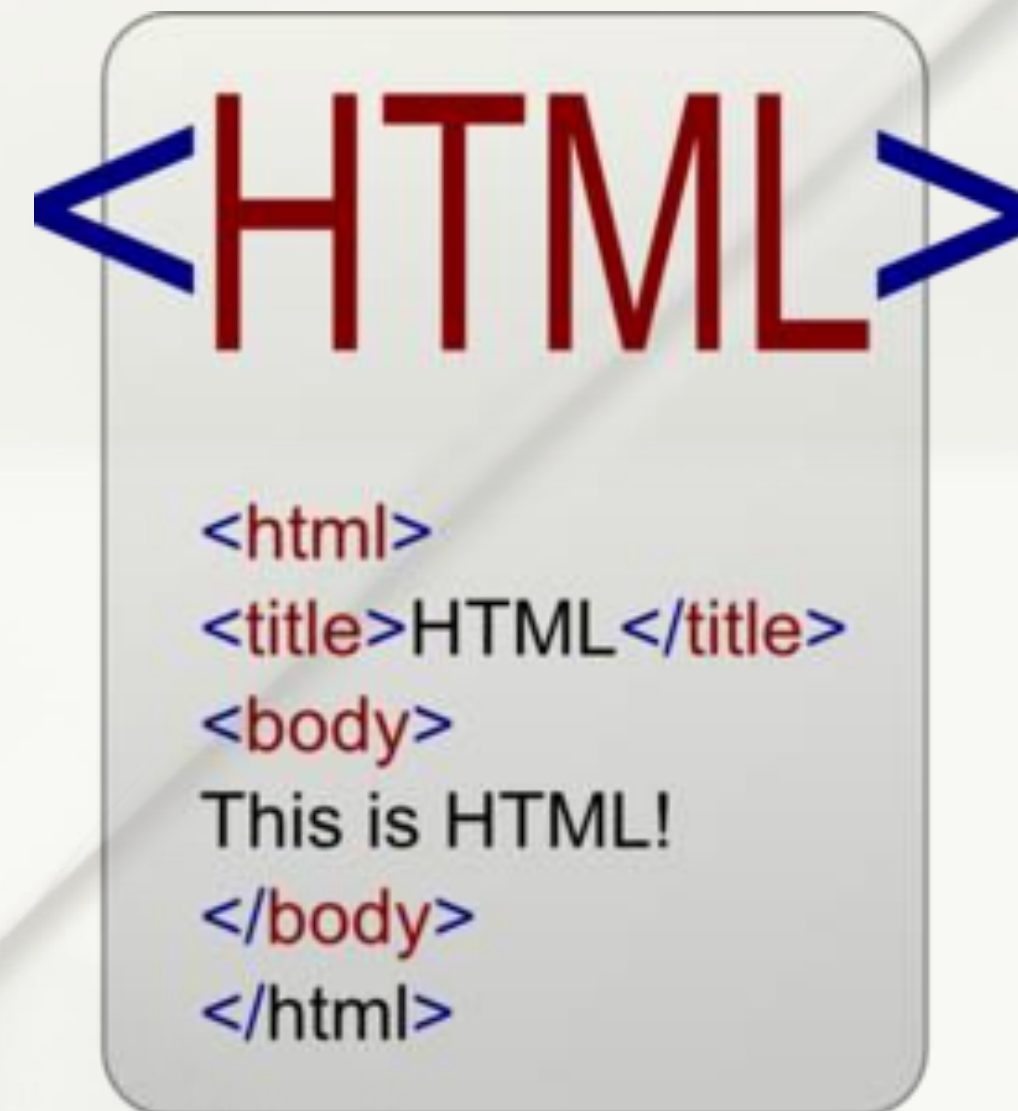 <HTML>
<html>
<title>HTML</title>
<body>
This is HTML!
</body>
</html>